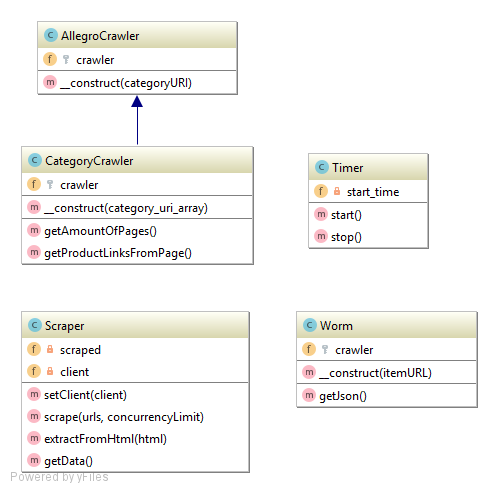 C AllegroCrawler
f crawler
m __construct(categoryURI)
C CategoryCrawler
f crawler
m __construct(category_uri_array)
m getAmountOfPages()
m getProductLinksFromPage()
C Timer
f start_time
m start()
m stop()
C Scraper
f scraped
f client
m setClient(client)
m scrape(urls, concurrencyLimit)
m extractFromHtml(html)
m getData()
C Worm
f crawler
m __construct(itemURL)
m getJson()
Powered by yFiles